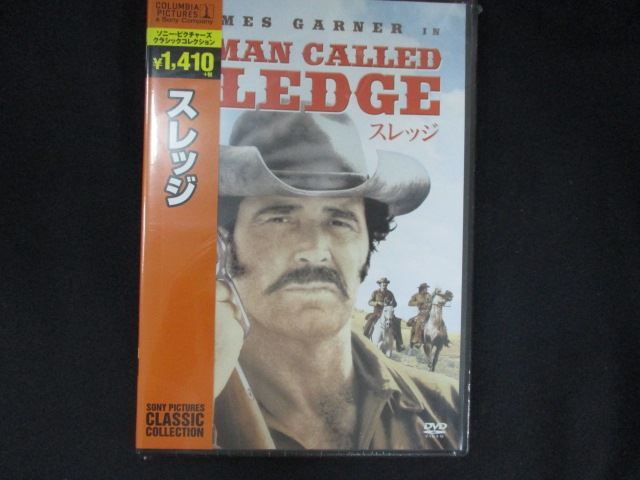 COLUMBIA
PICTURES
A Sony Company
ソニー・ピクチャーズ
クラシックコレクション
¥1,410
+税
スレッジ
SONY PICTURES
CLASSIC
COLLECTION
MES GARNER IN
MAN CALLED
LEDGE
スレッジ
DVD
VIDEO